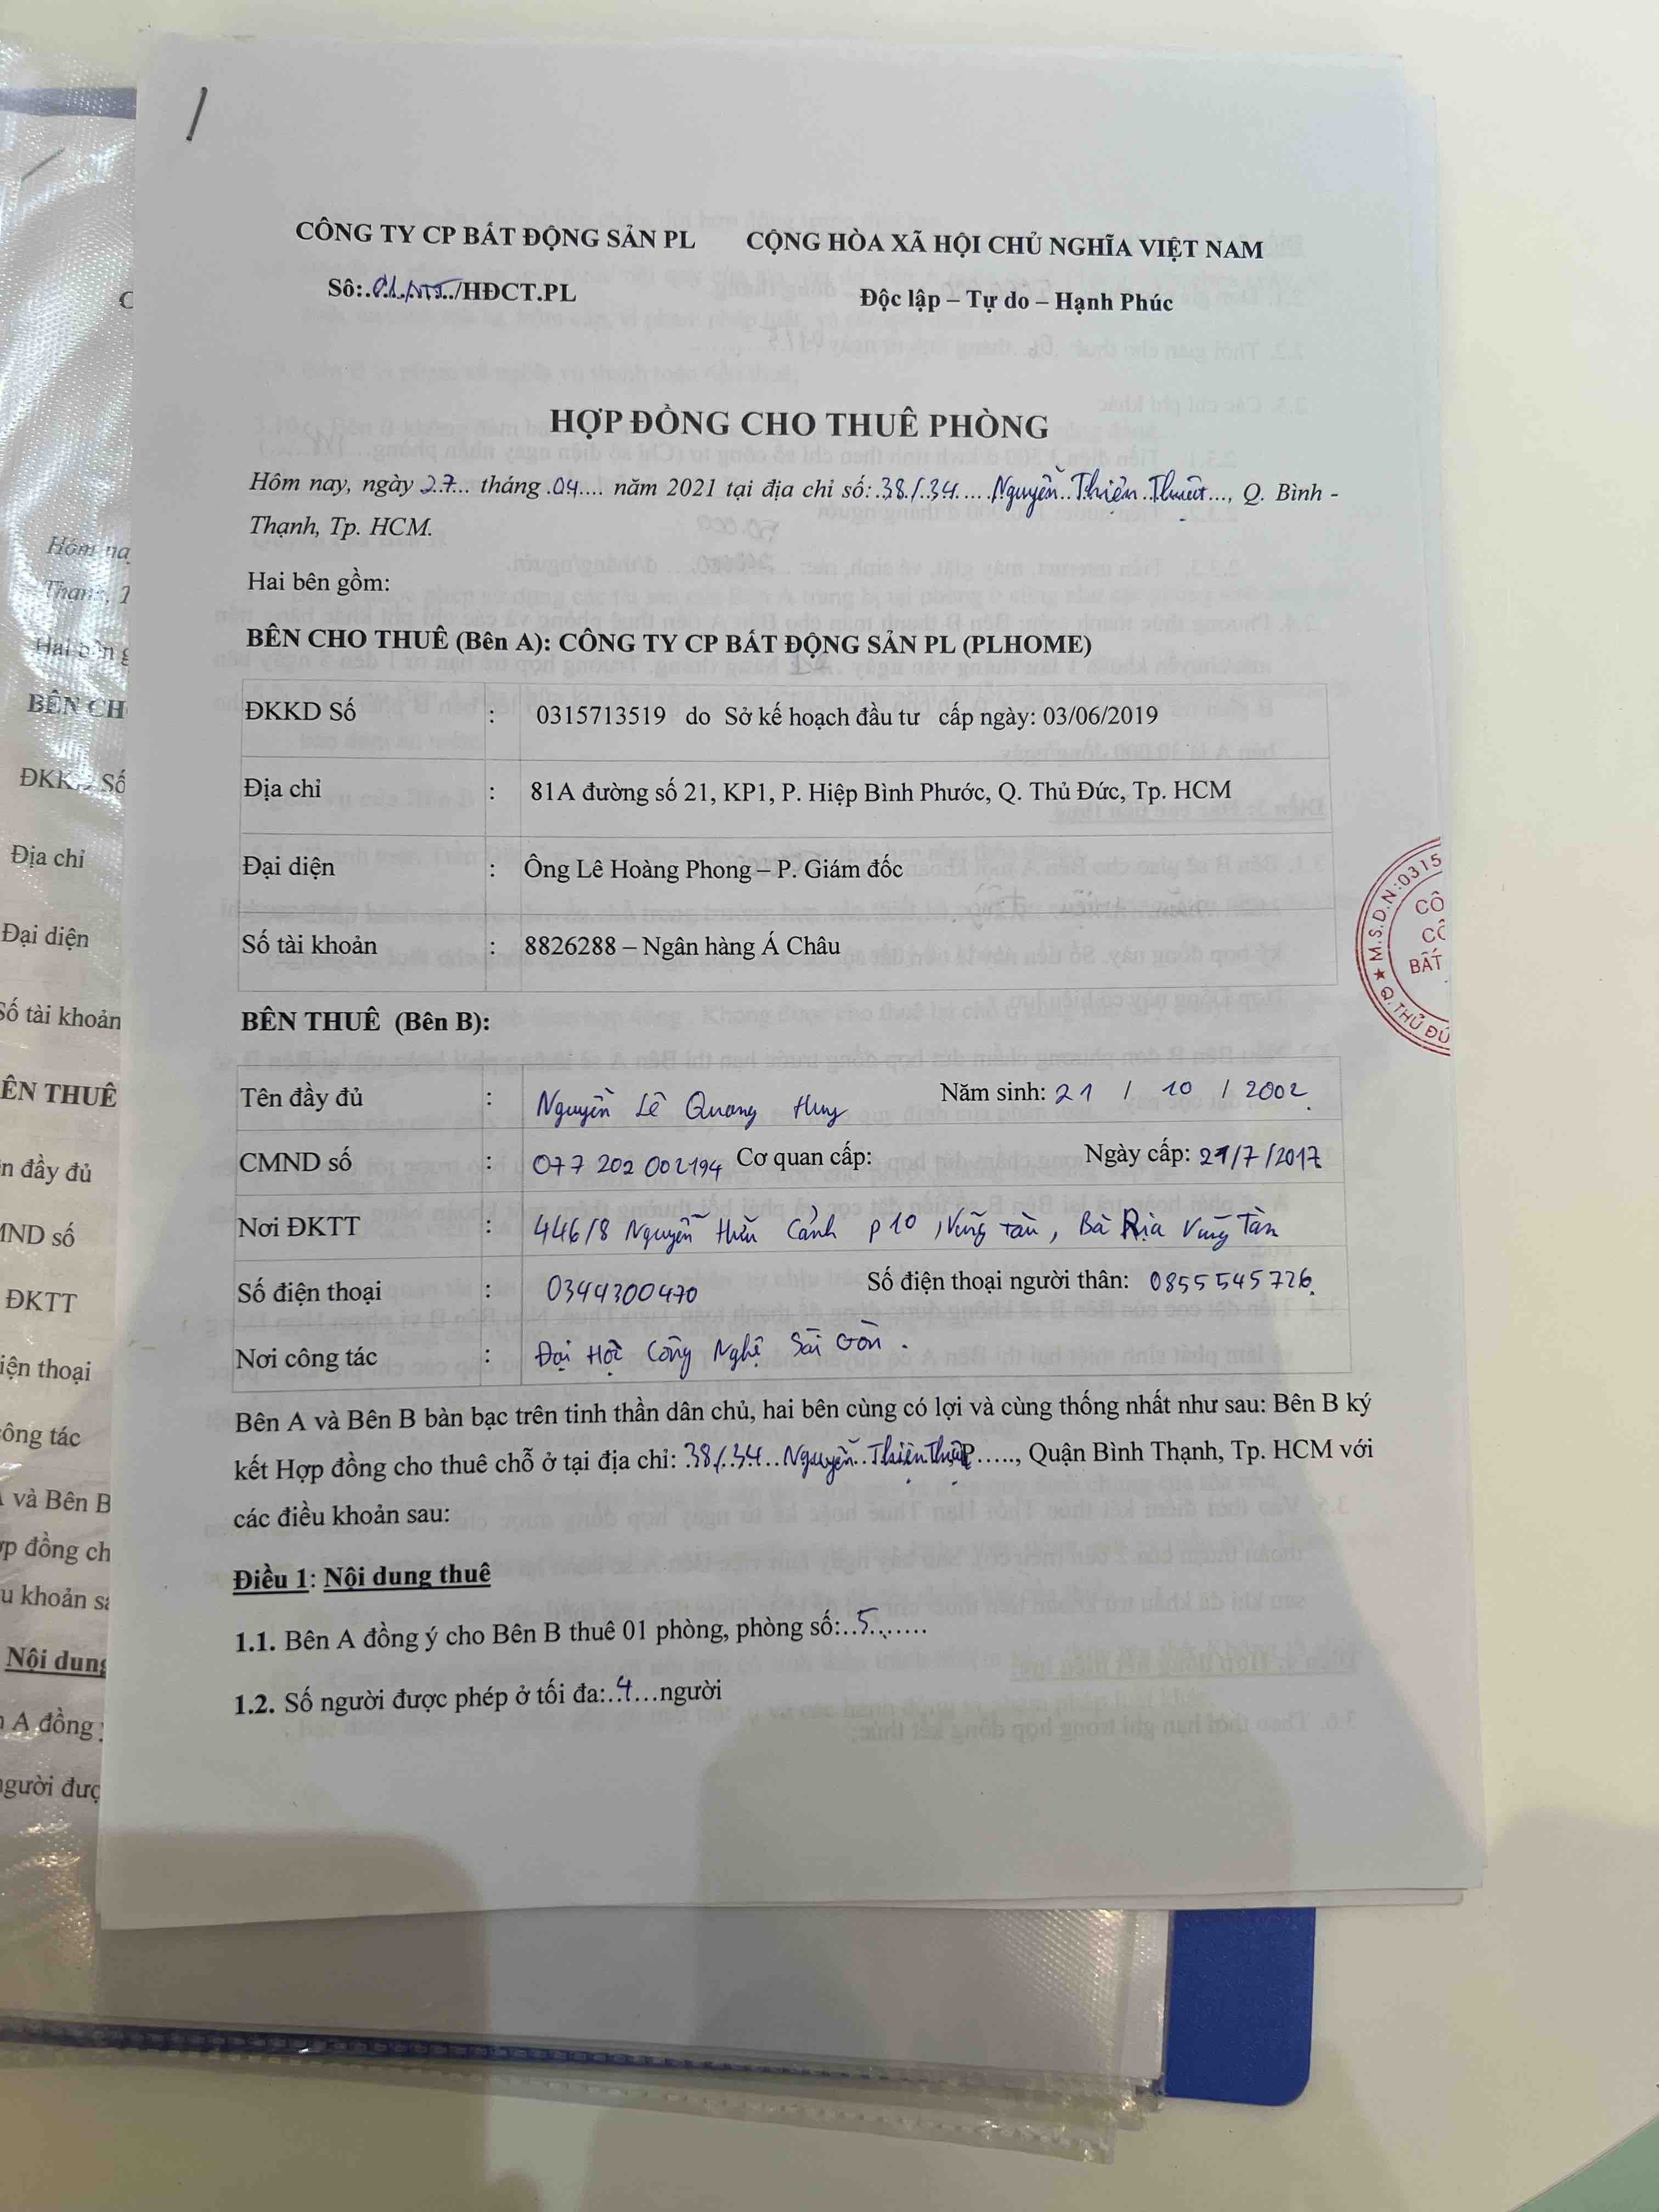 /
CÔNG TY CP BẤT ĐỘNG SẢN PL CỘNG HÒA XÃ HỘI CHỦ NGHĨA VIỆT NAM
Số:.01.NTT../HĐCT.PL Độc lập – Tự do – Hạnh Phúc
HỢP ĐỒNG CHO THUÊ PHÒNG
Hôm nay, ngày 27... tháng .04.... năm 2021 tại địa chỉ số:.38./.34.....Nguyễn..Thiện..Thuật..., Q. Bình -
Thạnh, Tp. HCM.
Hai bên gồm:
BÊN CHO THUÊ (Bên A): CÔNG TY CP BẤT ĐỘNG SẢN PL (PLHOME)
ĐKKD Số : 0315713519 do Sở kế hoạch đầu tư cấp ngày: 03/06/2019
Địa chỉ : 81A đường số 21, KP1, P. Hiệp Bình Phước, Q. Thủ Đức, Tp. HCM
Đại diện : Ông Lê Hoàng Phong – P. Giám đốc
Số tài khoản : 8826288 – Ngân hàng Á Châu
★ M.S.D.N:0315
CÔ
CỔ
BẤT
Q. THỦ ĐỨ
BÊN THUÊ (Bên B):
Tên đầy đủ : Nguyễn Lê Quang Huy Năm sinh: 21 / 10 / 2002
CMND số : 077 202 002194 Cơ quan cấp: Ngày cấp: 21/7/2017
Nơi ĐKTT : 446/8 Nguyễn Hữu Cảnh P10, Vũng Tàu, Bà Rịa Vũng Tàu
Số điện thoại : 0344300470 Số điện thoại người thân: 0855545726
Nơi công tác : Đại Học Công Nghệ Sài Gòn.
Bên A và Bên B bàn bạc trên tinh thần dân chủ, hai bên cùng có lợi và cùng thống nhất như sau: Bên B ký
kết Hợp đồng cho thuê chỗ ở tại địa chỉ: 38./.34..Nguyễn..Thiện Thuật....., Quận Bình Thạnh, Tp. HCM với
các điều khoản sau:
Điều 1: Nội dung thuê
1.1. Bên A đồng ý cho Bên B thuê 01 phòng, phòng số:..5.......
1.2. Số người được phép ở tối đa:..4...người